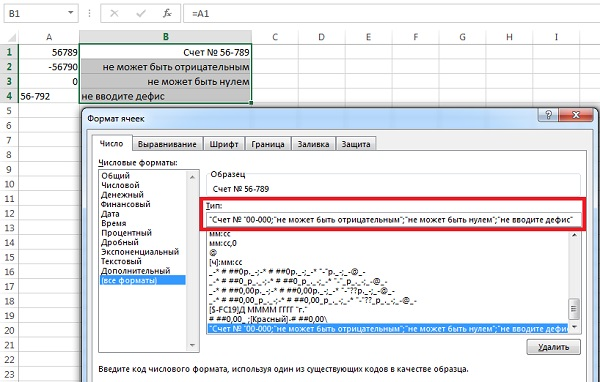 B1 fx =A1
A B C D E F G H I
1 56789 Счет № 56-789
2 -56790 не может быть отрицательным
3 0 не может быть нулем
4 56-792 не вводите дефис
5
6
7
8
9
10
11
12
13
14
15
16
17
18
19
20
21
22
23
Формат ячеек
Число Выравнивание Шрифт Граница Заливка Защита
Числовые форматы:
Общий
Числовой
Денежный
Финансовый
Дата
Время
Процентный
Дробный
Экспоненциальный
Текстовый
Дополнительный
(все форматы)
Образец
Счет № 56-789
Тип:
"Счет № "00-000;"не может быть отрицательным";"не может быть нулем";"не вводите дефис"
мм:сс
мм:сс,0
@
[ч]:мм:сс
_-* # ##0р._-;-* # ##0р._-;_-* "-"р._-;_-@_-
_-* # ##0_р_._-;-* # ##0_р_._-;_-* "-"_р_._-;_-@_-
_-* # ##0,00р._-;-* # ##0,00р._-;_-* "-"??р._-;_-@_-
_-* # ##0,00_р_._-;-* # ##0,00_р_._-;_-* "-"??_р_._-;_-@_-
[$-FC19]Д ММММ ГГГГ "г."
# ##0,00_ ;[Красный]-# ##0,00\
"Счет № "00-000;"не может быть отрицательным";"не может быть нулем";"не вводите дефис
Удалить
Введите код числового формата, используя один из существующих кодов в качестве образца.